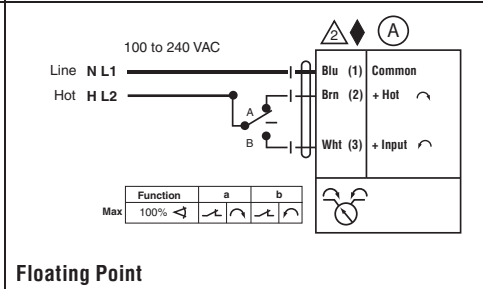 2 A
100 to 240 VAC
Line N L1
Blu (1) Common
Hot H L2
Brn (2) + Hot
A
B
Wht (3) + Input
Function a b
Max 100%
Floating Point